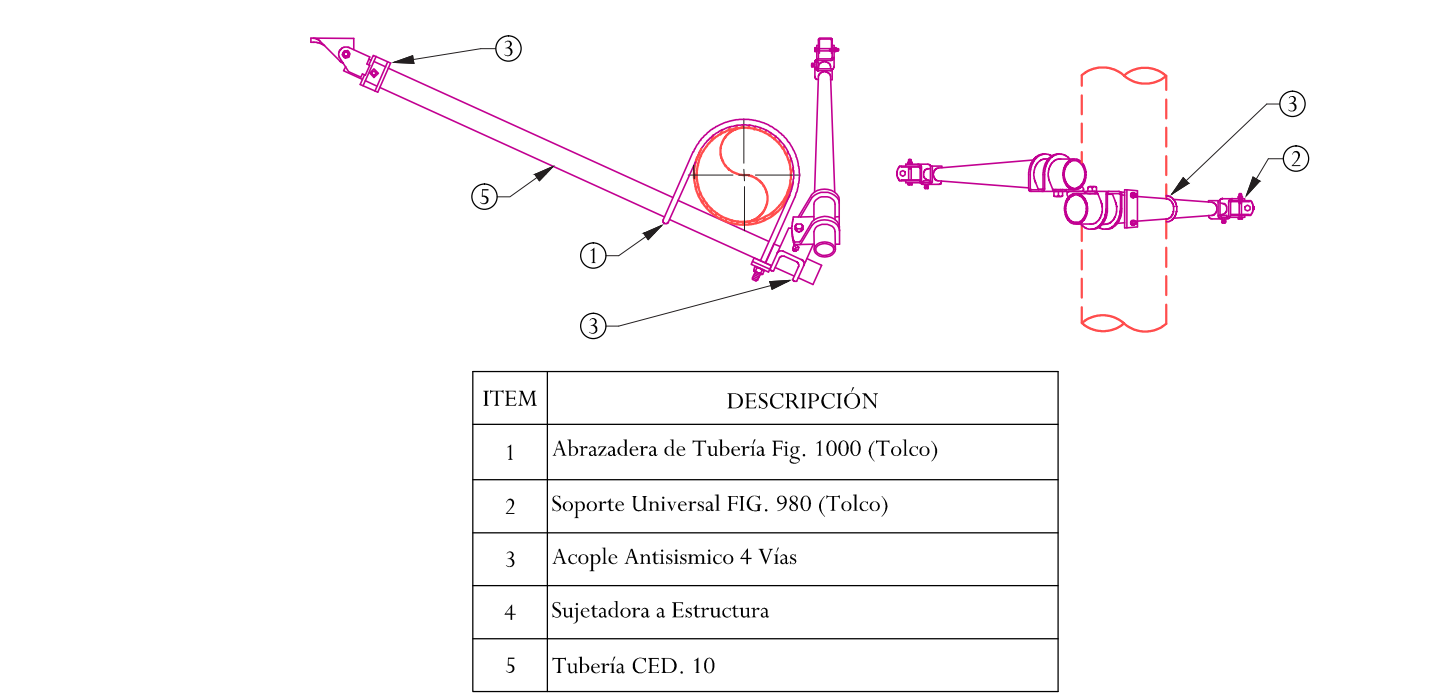 3
3
2
5
1
3
ITEM DESCRIPCIÓN
1 Abrazadera de Tubería Fig. 1000 (Tolco)
2 Soporte Universal FIG. 980 (Tolco)
3 Acople Antisismico 4 Vías
4 Sujetadora a Estructura
5 Tubería CED. 10